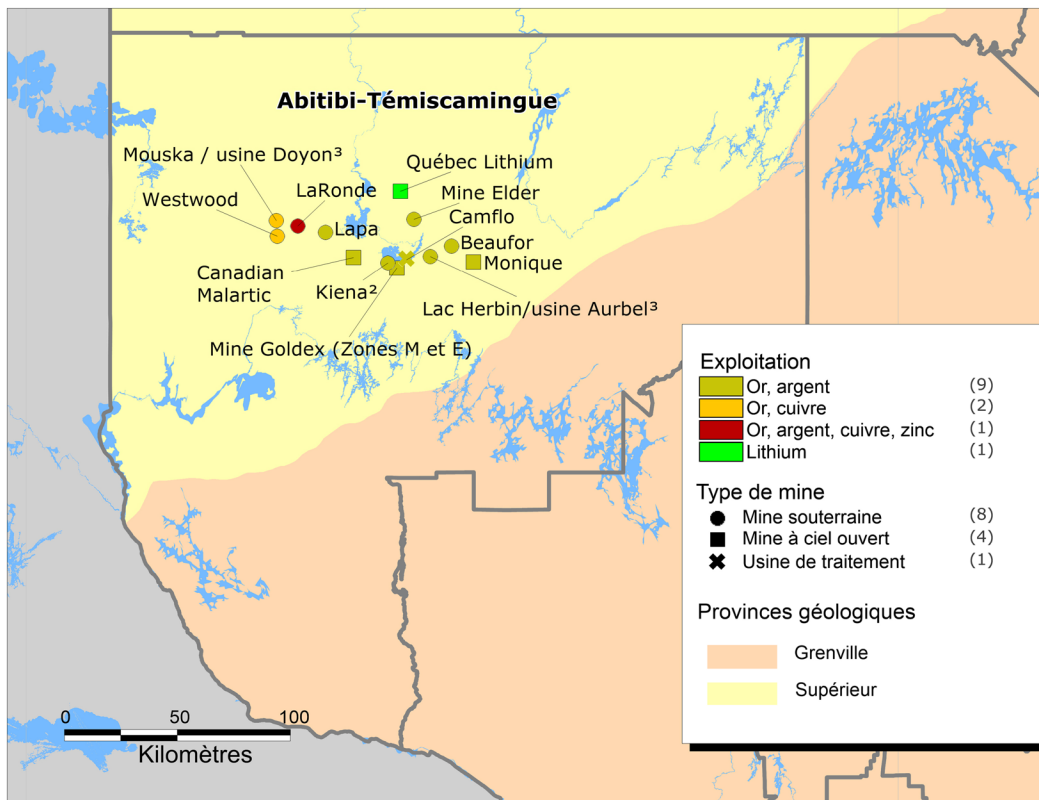 Abitibi-Témiscamingue
Mouska / usine Doyon³
Québec Lithium
LaRonde
Mine Elder
Westwood
Camflo
Lapa
Beaufor
Monique
Canadian
Malartic
Kiena²
Lac Herbin/usine Aurbel³
Mine Goldex (Zones M et E)
Exploitation
Or, argent (9)
Or, cuivre (2)
Or, argent, cuivre, zinc (1)
Lithium (1)
Type de mine
Mine souterraine (8)
Mine à ciel ouvert (4)
Usine de traitement (1)
Provinces géologiques
Grenville
Supérieur
0 50 100
Kilomètres